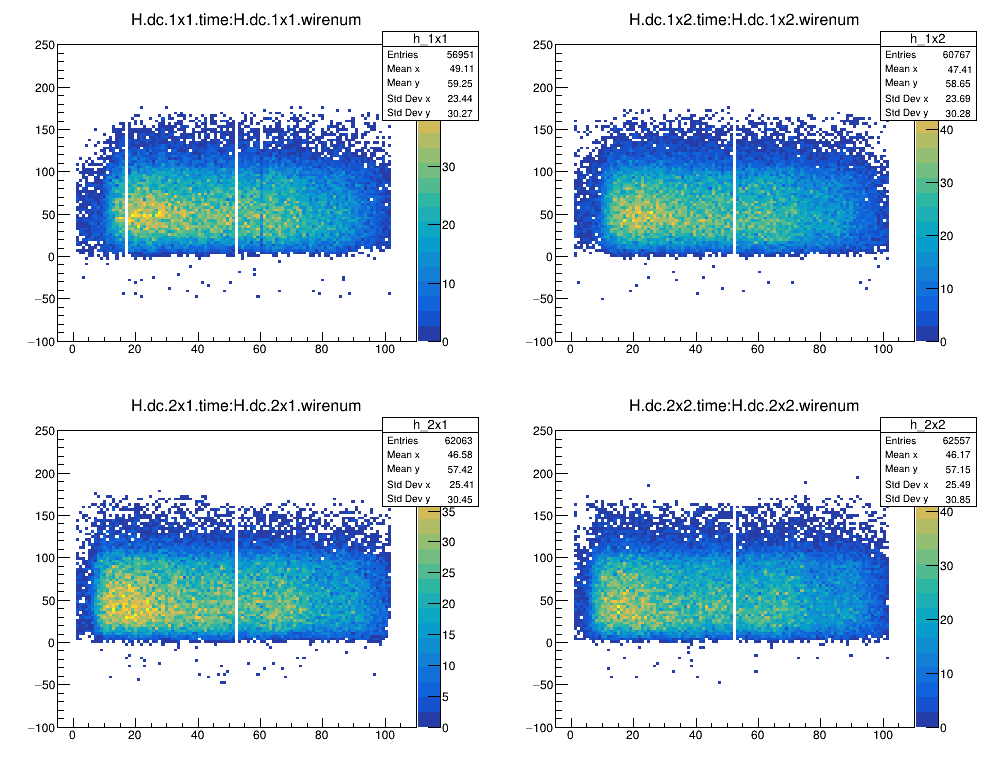 H.dc.1x1.time:H.dc.1x1.wirenum
h_1x1
Entries 56951
Mean x 49.11
Mean y 59.25
Std Dev x 23.44
Std Dev y 30.27
250
200
150
100
50
0
−50
−100
0 20 40 60 80 100
30
20
10
0
H.dc.1x2.time:H.dc.1x2.wirenum
h_1x2
Entries 60767
Mean x 47.41
Mean y 58.65
Std Dev x 23.69
Std Dev y 30.28
250
200
150
100
50
0
−50
−100
0 20 40 60 80 100
40
30
20
10
0
H.dc.2x1.time:H.dc.2x1.wirenum
h_2x1
Entries 62063
Mean x 46.58
Mean y 57.42
Std Dev x 25.41
Std Dev y 30.45
250
200
150
100
50
0
−50
−100
0 20 40 60 80 100
35
30
25
20
15
10
5
0
H.dc.2x2.time:H.dc.2x2.wirenum
h_2x2
Entries 62557
Mean x 46.17
Mean y 57.15
Std Dev x 25.49
Std Dev y 30.85
250
200
150
100
50
0
−50
−100
0 20 40 60 80 100
40
30
20
10
0